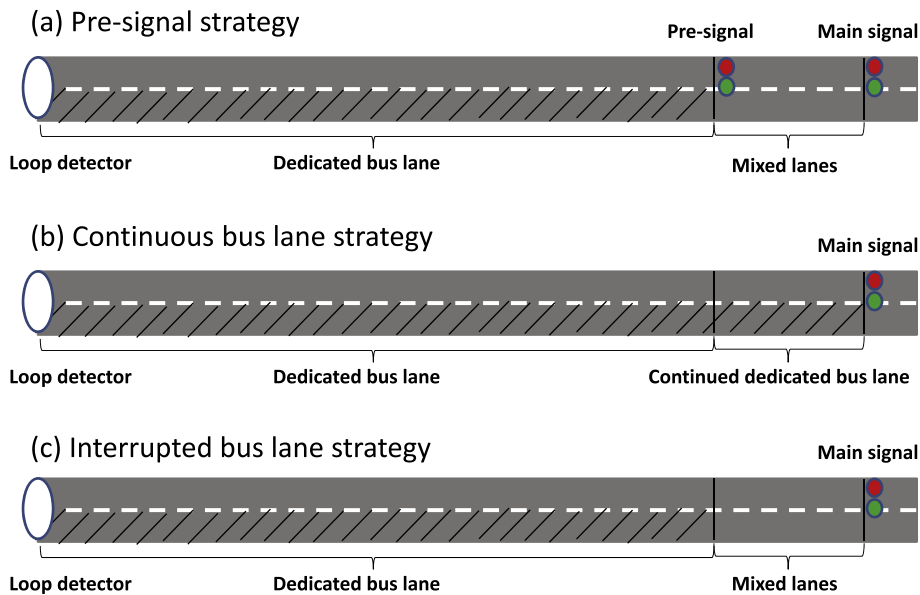 (a) Pre-signal strategy
Pre-signal
Main signal
Loop detector
Dedicated bus lane
Mixed lanes
(b) Continuous bus lane strategy
Main signal
Loop detector
Dedicated bus lane
Continued dedicated bus lane
(c) Interrupted bus lane strategy
Main signal
Loop detector
Dedicated bus lane
Mixed lanes